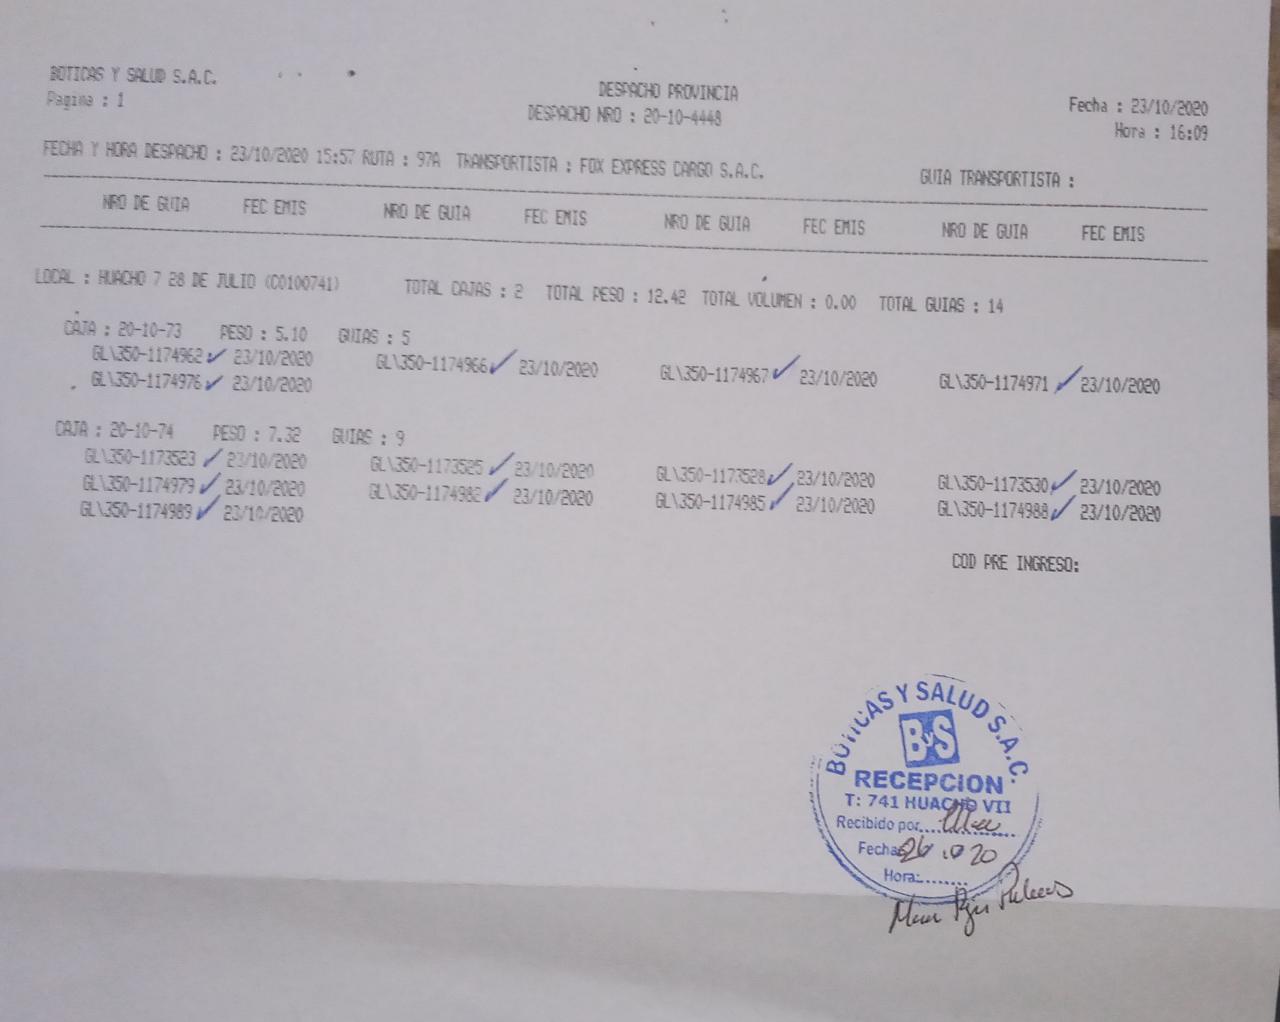 BOTICAS Y SALUD S.A.C.
Pagina : 1
DESPACHO PROVINCIA
DESPACHO NRO : 20-10-4448
Fecha : 23/10/2020
Hora : 16:09
FECHA Y HORA DESPACHO : 23/10/2020 15:57 RUTA : 97A TRANSPORTISTA : FOX EXPRESS CARGO S.A.C. GUIA TRANSPORTISTA :
NRO DE GUIA FEC EMIS NRO DE GUIA FEC EMIS NRO DE GUIA FEC EMIS NRO DE GUIA FEC EMIS
LOCAL : HUACHO 7 28 DE JULIO (C0100741) TOTAL CAJAS : 2 TOTAL PESO : 12.42 TOTAL VOLUMEN : 0.00 TOTAL GUIAS : 14
CAJA : 20-10-73 PESO : 5.10 GUIAS : 5
GL\350-1174962 23/10/2020 GL\350-1174966 23/10/2020 GL\350-1174967 23/10/2020 GL\350-1174971 23/10/2020
GL\350-1174976 23/10/2020
CAJA : 20-10-74 PESO : 7.32 GUIAS : 9
GL\350-1173523 23/10/2020 GL\350-1173525 23/10/2020 GL\350-1173528 23/10/2020 GL\350-1173530 23/10/2020
GL\350-1174979 23/10/2020 GL\350-1174982 23/10/2020 GL\350-1174985 23/10/2020 GL\350-1174988 23/10/2020
GL\350-1174989 23/10/2020
COD PRE INGRESO:
BOTICAS Y SALUD S.A.C.
ByS
RECEPCION
T: 741 HUACHO VII
Recibido por
Fecha: 26 10 20
Hora:........